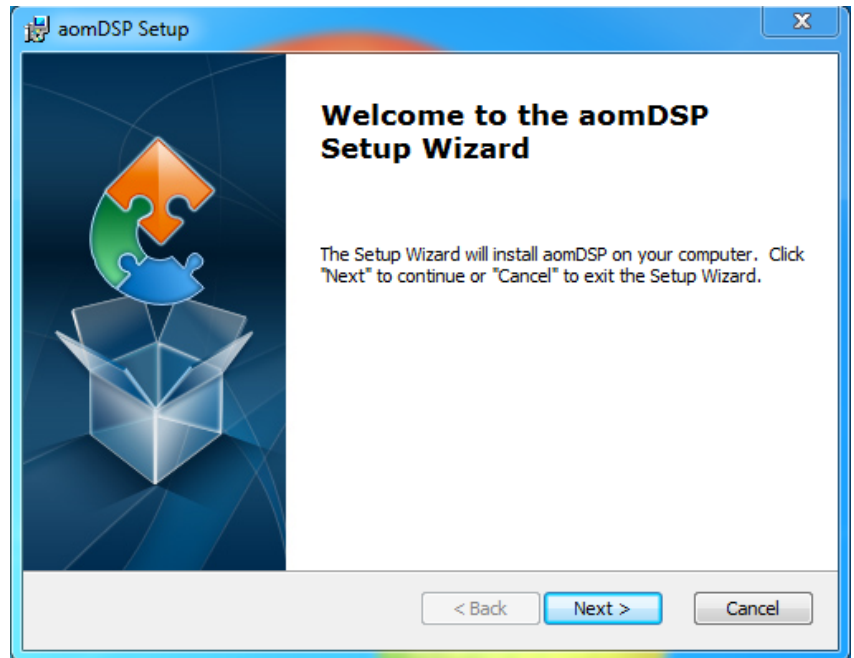 aomDSP Setup
X
Welcome to the aomDSP
Setup Wizard
The Setup Wizard will install aomDSP on your computer.  Click
"Next" to continue or "Cancel" to exit the Setup Wizard.
< Back Next > Cancel